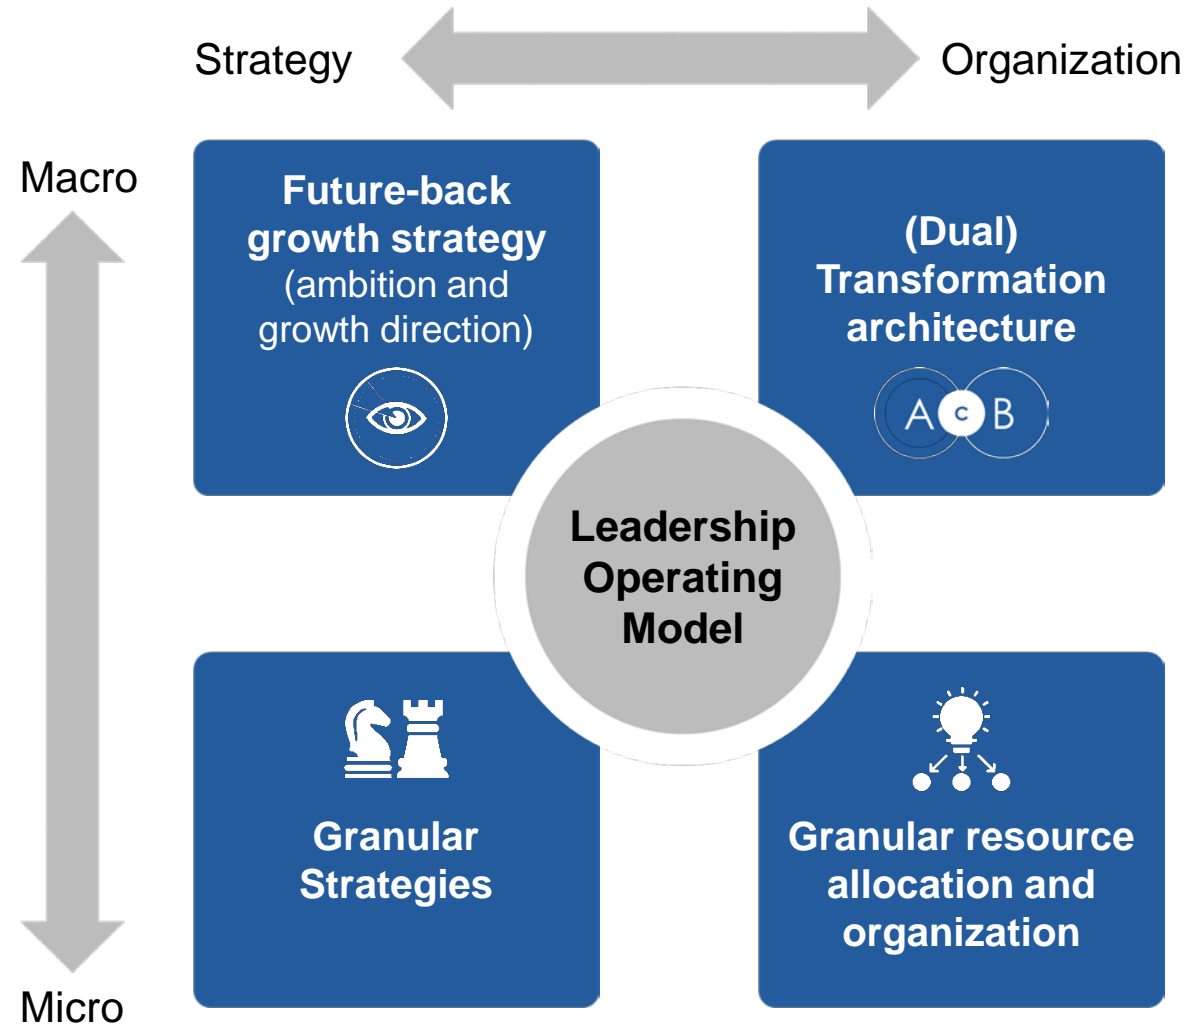 Strategy
Organization
Macro
Future-back
growth strategy
(ambition and
growth direction)
(Dual)
Transformation
architecture
A C B
Leadership
Operating
Model
Granular
Strategies
Granular resource
allocation and
organization
Micro